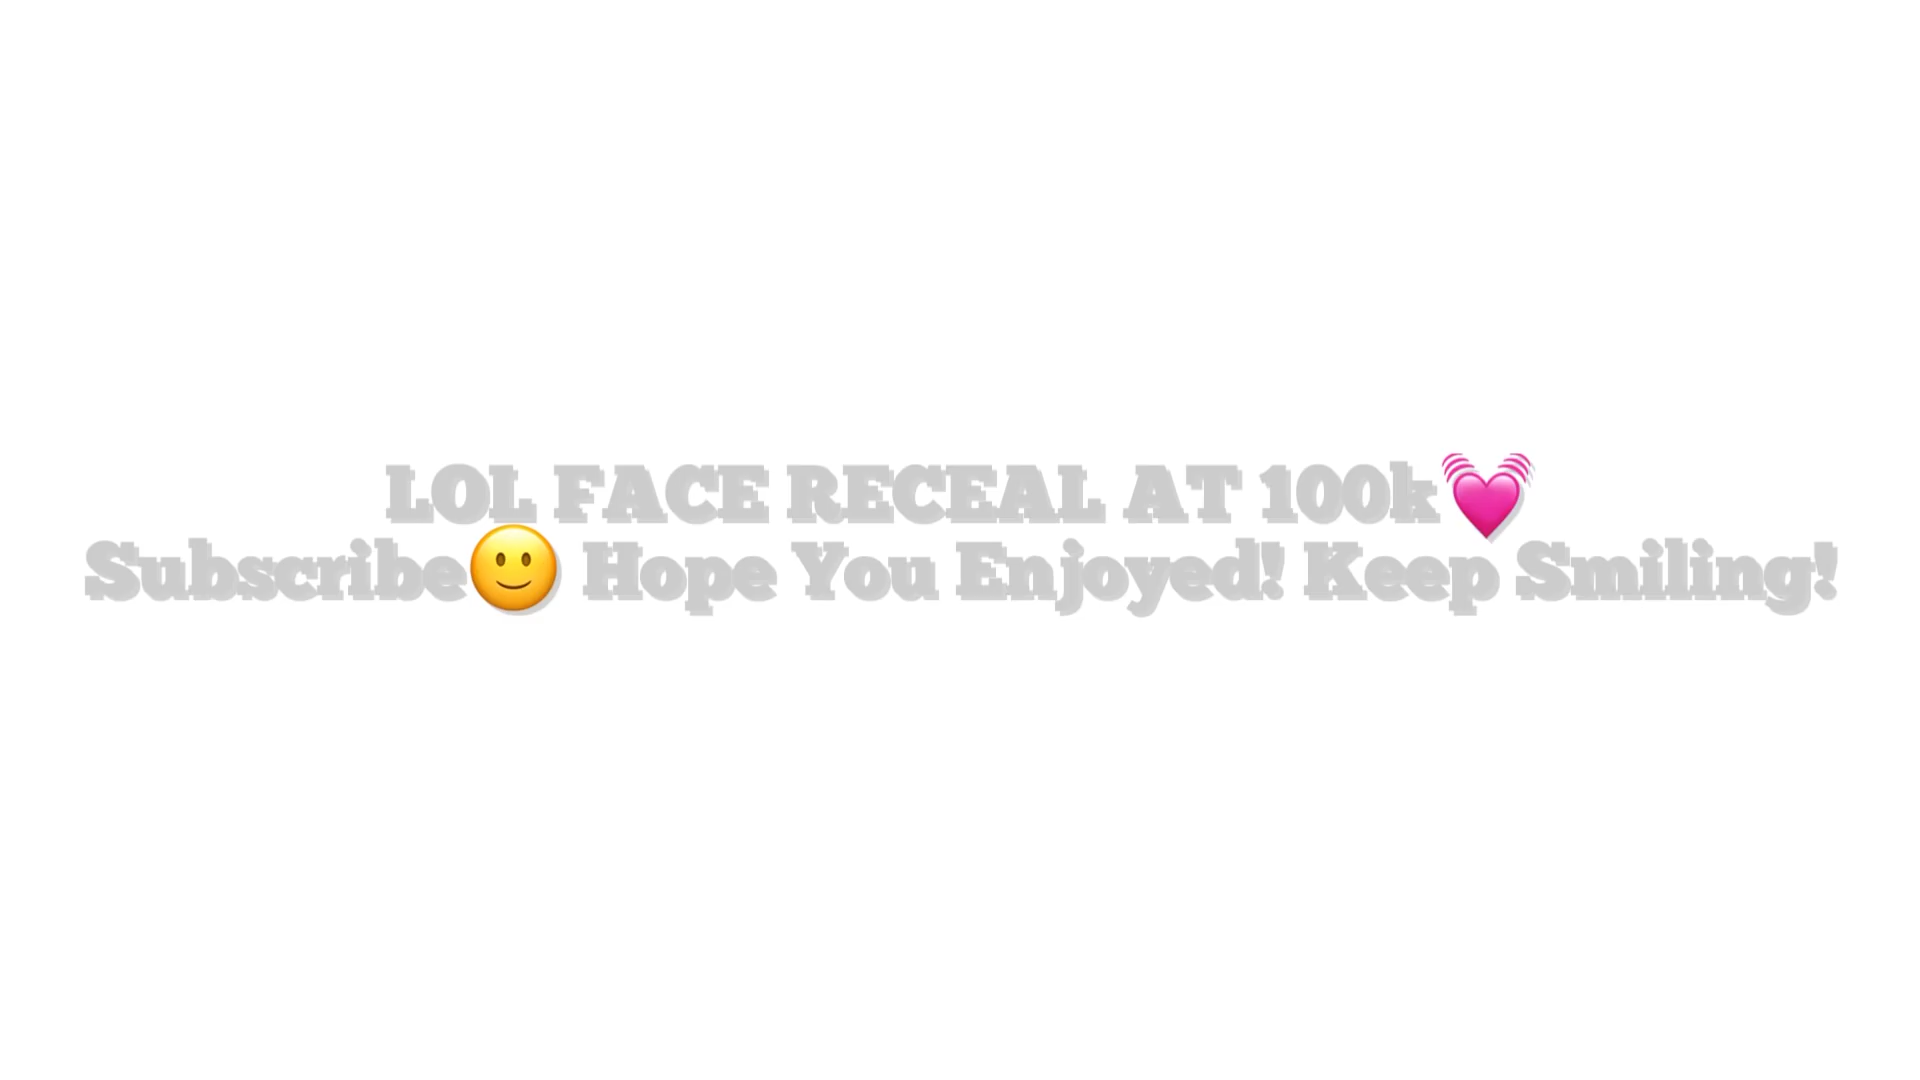 LOL FACE RECEAL AT 100k💓
Subscribe🙂 Hope You Enjoyed! Keep Smiling!